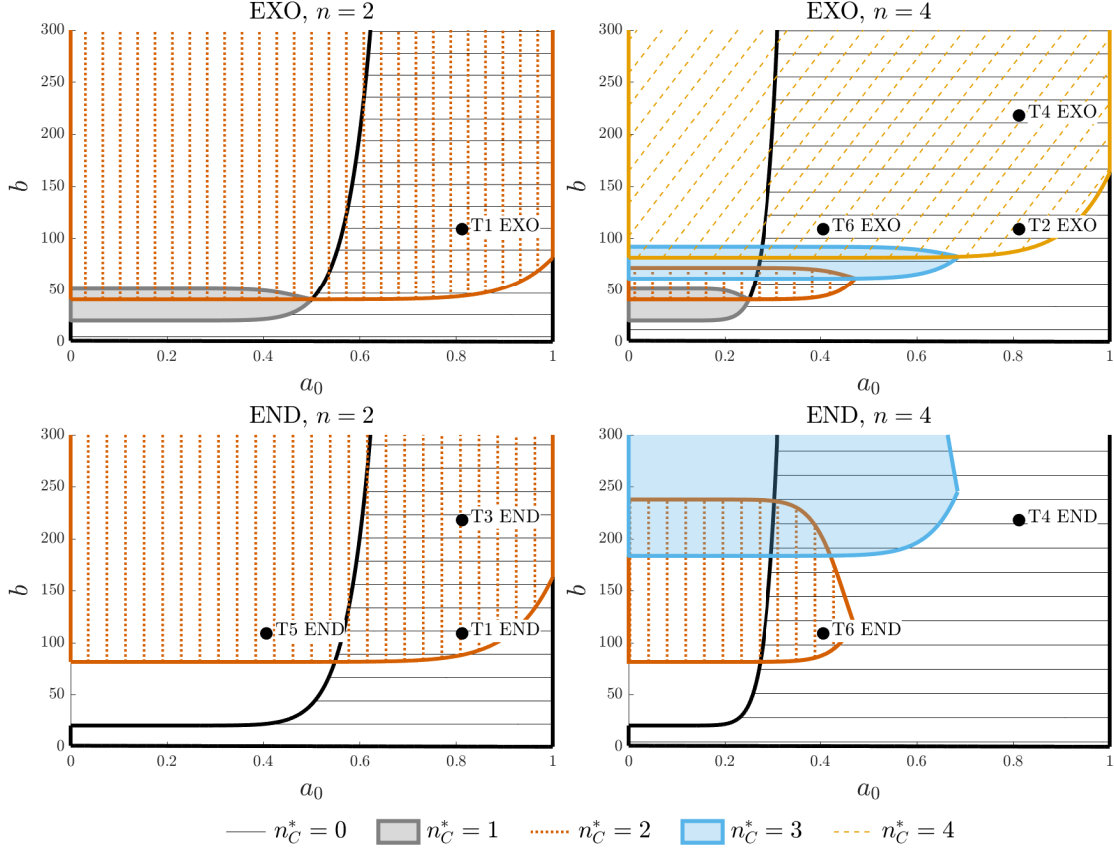 EXO, n = 2
300
250
200
150
100
50
0
b
T1 EXO
0
0.2
0.4
0.6
0.8
1
a₀
EXO, n = 4
300
250
200
150
100
50
0
b
T4 EXO
T6 EXO
T2 EXO
0
0.2
0.4
0.6
0.8
1
a₀
END, n = 2
300
250
200
150
100
50
0
b
T3 END
T5 END
T1 END
0
0.2
0.4
0.6
0.8
1
a₀
END, n = 4
300
250
200
150
100
50
0
b
T4 END
T6 END
0
0.2
0.4
0.6
0.8
1
a₀
n*_C = 0
n*_C = 1
n*_C = 2
n*_C = 3
n*_C = 4